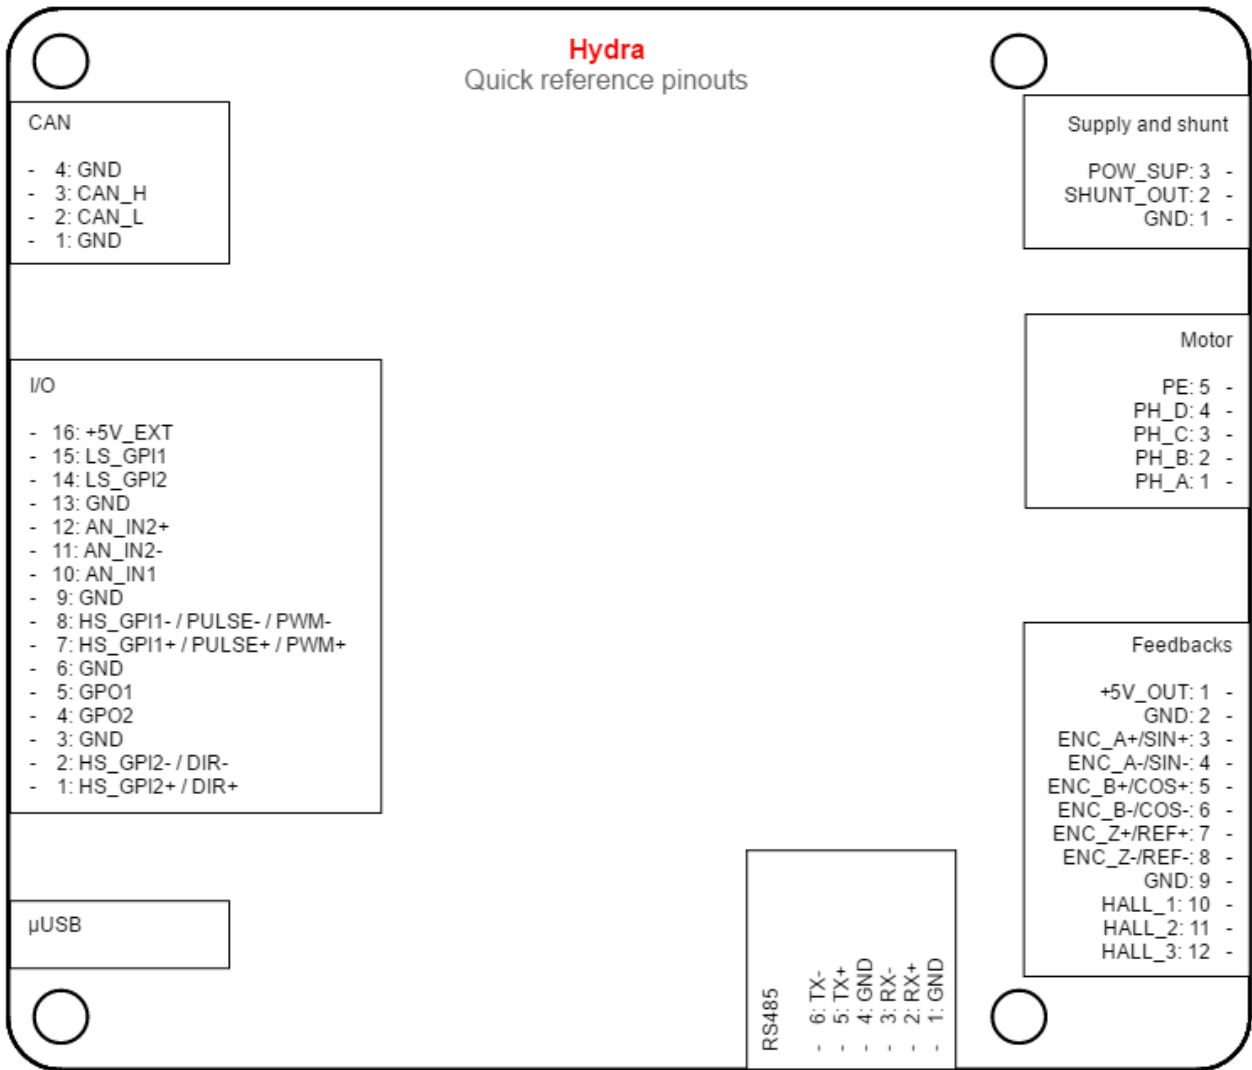 Hydra
Quick reference pinouts
CAN
- 4: GND
- 3: CAN_H
- 2: CAN_L
- 1: GND
I/O
- 16: +5V_EXT
- 15: LS_GPI1
- 14: LS_GPI2
- 13: GND
- 12: AN_IN2+
- 11: AN_IN2-
- 10: AN_IN1
- 9: GND
- 8: HS_GPI1- / PULSE- / PWM-
- 7: HS_GPI1+ / PULSE+ / PWM+
- 6: GND
- 5: GPO1
- 4: GPO2
- 3: GND
- 2: HS_GPI2- / DIR-
- 1: HS_GPI2+ / DIR+
µUSB
Supply and shunt
POW_SUP: 3 -
SHUNT_OUT: 2 -
GND: 1 -
Motor
PE: 5 -
PH_D: 4 -
PH_C: 3 -
PH_B: 2 -
PH_A: 1 -
Feedbacks
+5V_OUT: 1 -
GND: 2 -
ENC_A+/SIN+: 3 -
ENC_A-/SIN-: 4 -
ENC_B+/COS+: 5 -
ENC_B-/COS-: 6 -
ENC_Z+/REF+: 7 -
ENC_Z-/REF-: 8 -
GND: 9 -
HALL_1: 10 -
HALL_2: 11 -
HALL_3: 12 -
RS485
- 6: TX-
- 5: TX+
- 4: GND
- 3: RX-
- 2: RX+
- 1: GND